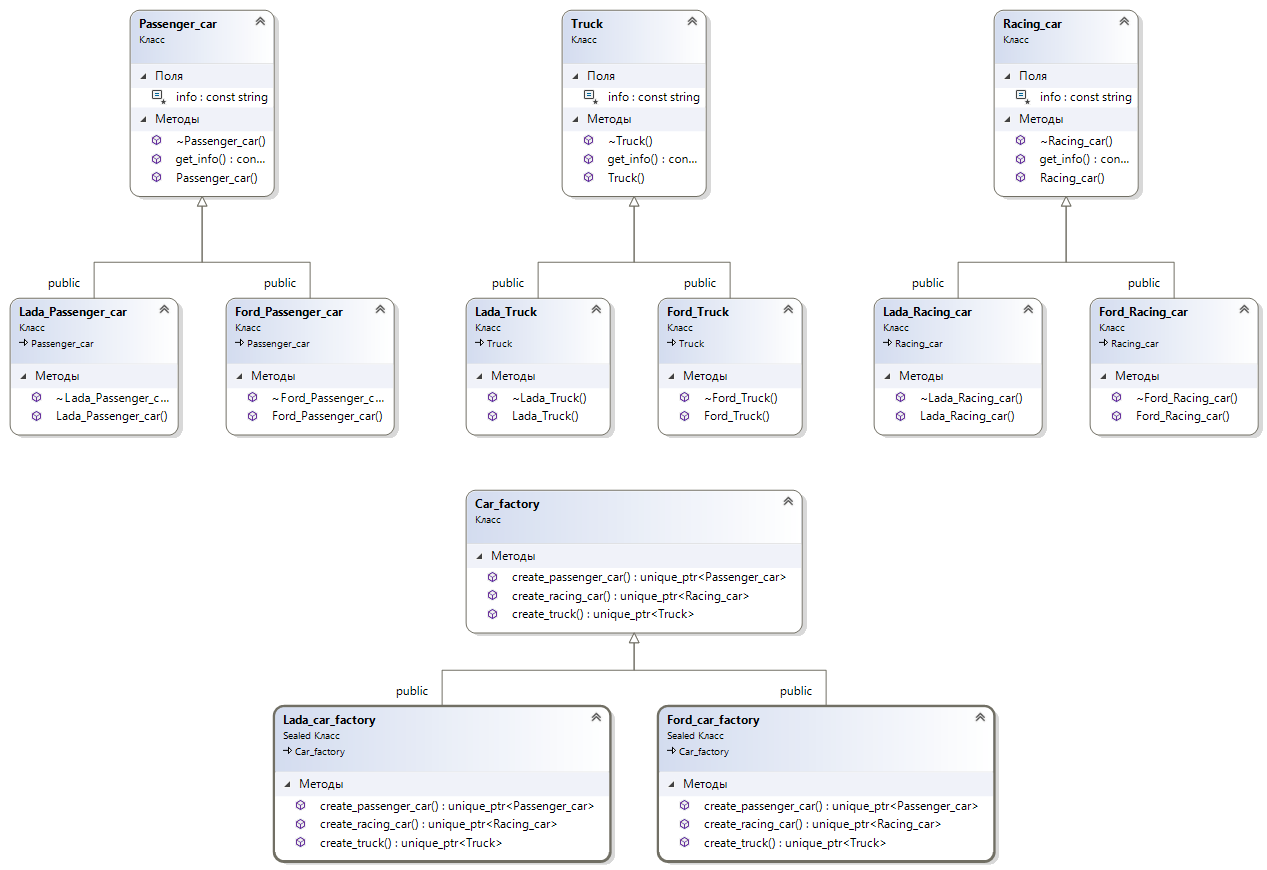 Passenger_car
Класс
Поля
info : const string
Методы
~Passenger_car()
get_info() : con...
Passenger_car()
Truck
Класс
Поля
info : const string
Методы
~Truck()
get_info() : con...
Truck()
Racing_car
Класс
Поля
info : const string
Методы
~Racing_car()
get_info() : con...
Racing_car()
public
public
public
public
public
public
Lada_Passenger_car
Класс
Passenger_car
Методы
~Lada_Passenger_c...
Lada_Passenger_car()
Ford_Passenger_car
Класс
Passenger_car
Методы
~Ford_Passenger_c...
Ford_Passenger_car()
Lada_Truck
Класс
Truck
Методы
~Lada_Truck()
Lada_Truck()
Ford_Truck
Класс
Truck
Методы
~Ford_Truck()
Ford_Truck()
Lada_Racing_car
Класс
Racing_car
Методы
~Lada_Racing_car()
Lada_Racing_car()
Ford_Racing_car
Класс
Racing_car
Методы
~Ford_Racing_car()
Ford_Racing_car()
Car_factory
Класс
Методы
create_passenger_car() : unique_ptr<Passenger_car>
create_racing_car() : unique_ptr<Racing_car>
create_truck() : unique_ptr<Truck>
public
public
Lada_car_factory
Sealed Класс
Car_factory
Методы
create_passenger_car() : unique_ptr<Passenger_car>
create_racing_car() : unique_ptr<Racing_car>
create_truck() : unique_ptr<Truck>
Ford_car_factory
Sealed Класс
Car_factory
Методы
create_passenger_car() : unique_ptr<Passenger_car>
create_racing_car() : unique_ptr<Racing_car>
create_truck() : unique_ptr<Truck>